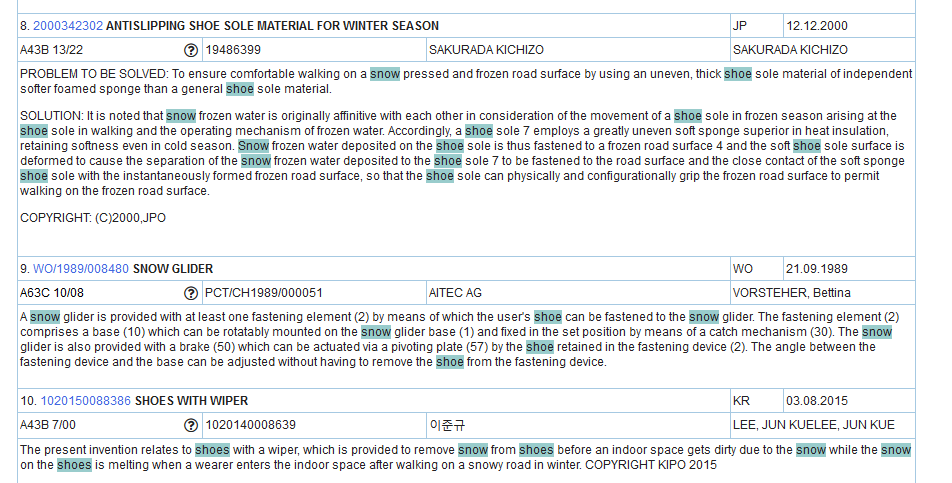 8. 2000342302 ANTISLIPPING SHOE SOLE MATERIAL FOR WINTER SEASON JP 12.12.2000
A43B 13/22 ? 19486399 SAKURADA KICHIZO SAKURADA KICHIZO
PROBLEM TO BE SOLVED: To ensure comfortable walking on a snow pressed and frozen road surface by using an uneven, thick shoe sole material of independent
softer foamed sponge than a general shoe sole material.
SOLUTION: It is noted that snow frozen water is originally affinitive with each other in consideration of the movement of a shoe sole in frozen season arising at the
shoe sole in walking and the operating mechanism of frozen water. Accordingly, a shoe sole 7 employs a greatly uneven soft sponge superior in heat insulation,
retaining softness even in cold season. Snow frozen water deposited on the shoe sole is thus fastened to a frozen road surface 4 and the soft shoe sole surface is
deformed to cause the separation of the snow frozen water deposited to the shoe sole 7 to be fastened to the road surface and the close contact of the soft sponge
shoe sole with the instantaneously formed frozen road surface, so that the shoe sole can physically and configurationally grip the frozen road surface to permit
walking on the frozen road surface.
COPYRIGHT: (C)2000,JPO
9. WO/1989/008480 SNOW GLIDER WO 21.09.1989
A63C 10/08 ? PCT/CH1989/000051 AITEC AG VORSTEHER, Bettina
A snow glider is provided with at least one fastening element (2) by means of which the user's shoe can be fastened to the snow glider. The fastening element (2)
comprises a base (10) which can be rotatably mounted on the snow glider base (1) and fixed in the set position by means of a catch mechanism (30). The snow
glider is also provided with a brake (50) which can be actuated via a pivoting plate (57) by the shoe retained in the fastening device (2). The angle between the
fastening device and the base can be adjusted without having to remove the shoe from the fastening device.
10. 1020150088386 SHOES WITH WIPER KR 03.08.2015
A43B 7/00 ? 1020140008639 이준규 LEE, JUN KUELEE, JUN KUE
The present invention relates to shoes with a wiper, which is provided to remove snow from shoes before an indoor space gets dirty due to the snow while the snow
on the shoes is melting when a wearer enters the indoor space after walking on a snowy road in winter. COPYRIGHT KIPO 2015